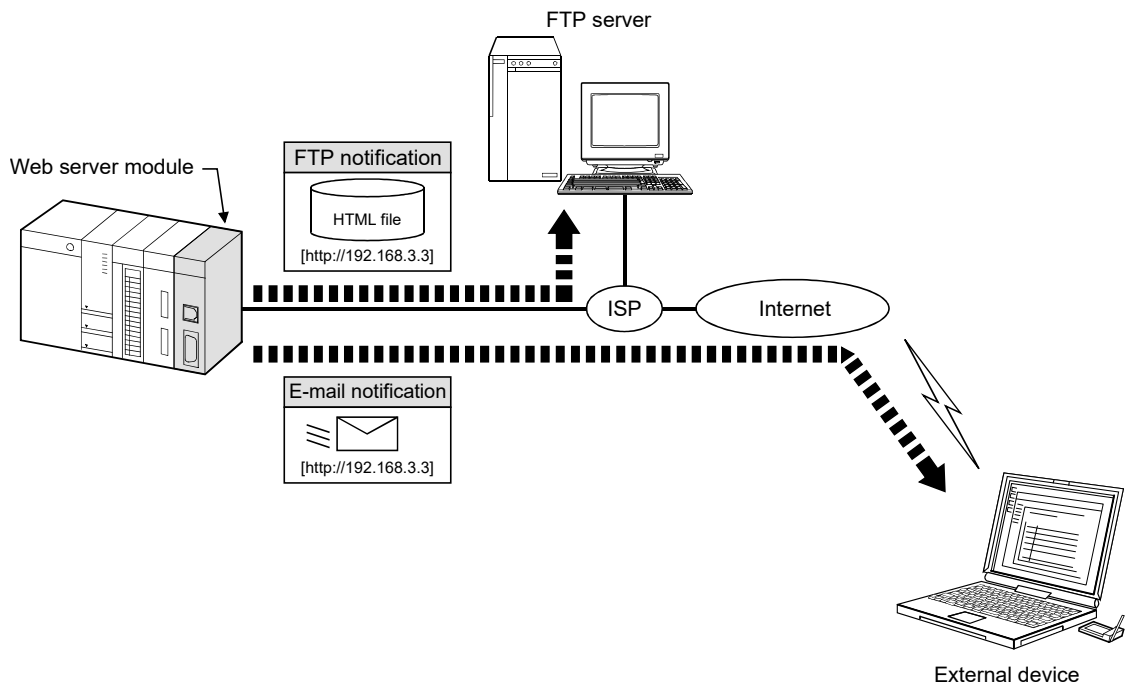 FTP server
Web server module
FTP notification
HTML file
[http://192.168.3.3]
ISP
Internet
E-mail notification
[http://192.168.3.3]
External device